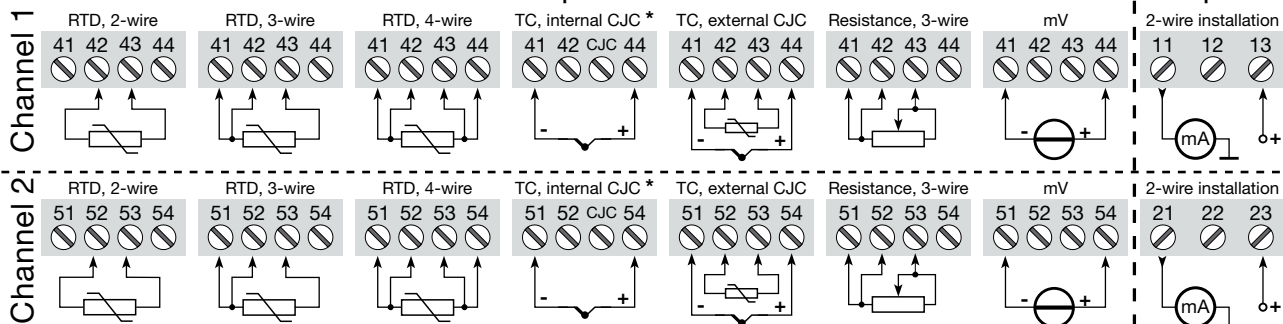 Channel 1
RTD, 2-wire RTD, 3-wire RTD, 4-wire TC, internal CJC * TC, external CJC Resistance, 3-wire mV 2-wire installation
41 42 43 44 41 42 43 44 41 42 43 44 41 42 CJC 44 41 42 43 44 41 42 43 44 41 42 43 44 11 12 13
- + - + - + mA +
Channel 2
RTD, 2-wire RTD, 3-wire RTD, 4-wire TC, internal CJC * TC, external CJC Resistance, 3-wire mV 2-wire installation
51 52 53 54 51 52 53 54 51 52 53 54 51 52 CJC 54 51 52 53 54 51 52 53 54 51 52 53 54 21 22 23
- + - + - + mA +